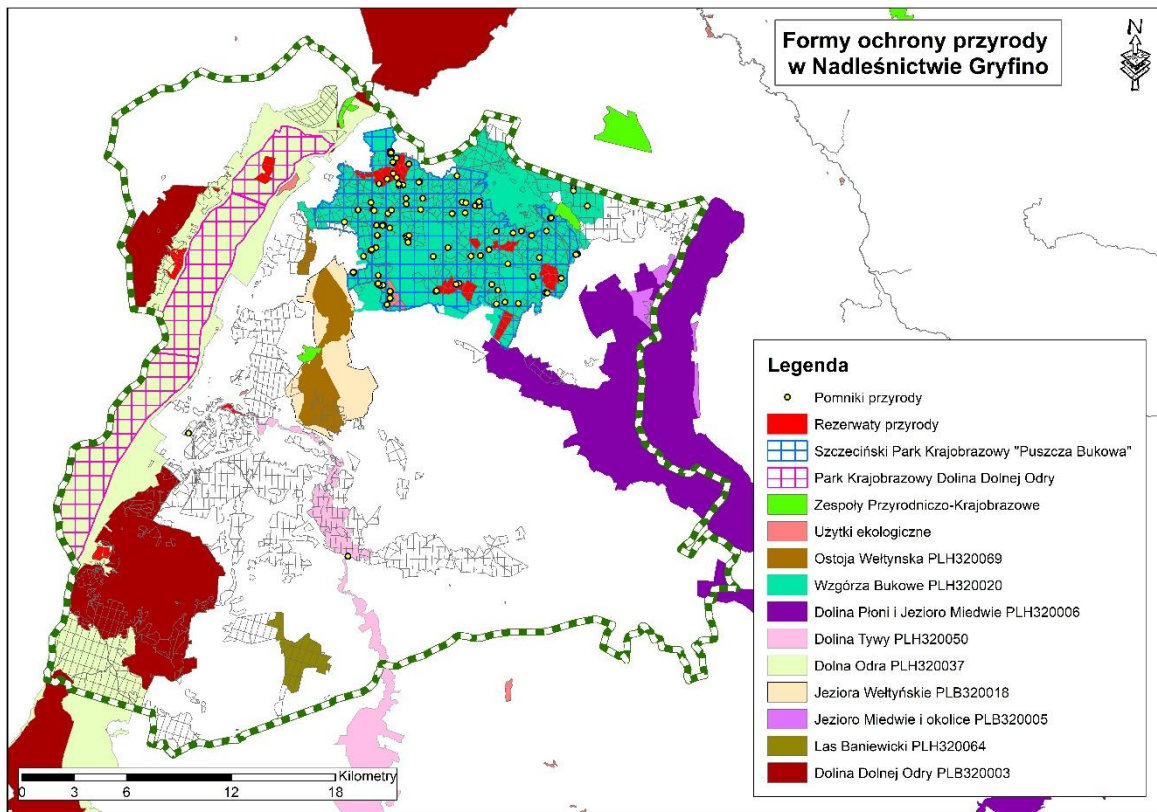 Formy ochrony przyrody
w Nadleśnictwie Gryfino
N
Legenda
Pomniki przyrody
Rezerwaty przyrody
Szczeciński Park Krajobrazowy "Puszcza Bukowa"
Park Krajobrazowy Dolina Dolnej Odry
Zespoły Przyrodniczo-Krajobrazowe
Użytki ekologiczne
Ostoja Wełtynska PLH320069
Wzgórza Bukowe PLH320020
Dolina Płoni i Jezioro Miedwie PLH320006
Dolina Tywy PLH320050
Dolna Odra PLH320037
Jeziora Wełtyńskie PLB320018
Jezioro Miedwie i okolice PLB320005
Las Baniewicki PLH320064
Dolina Dolnej Odry PLB320003
Kilometry
0 3 6 12 18